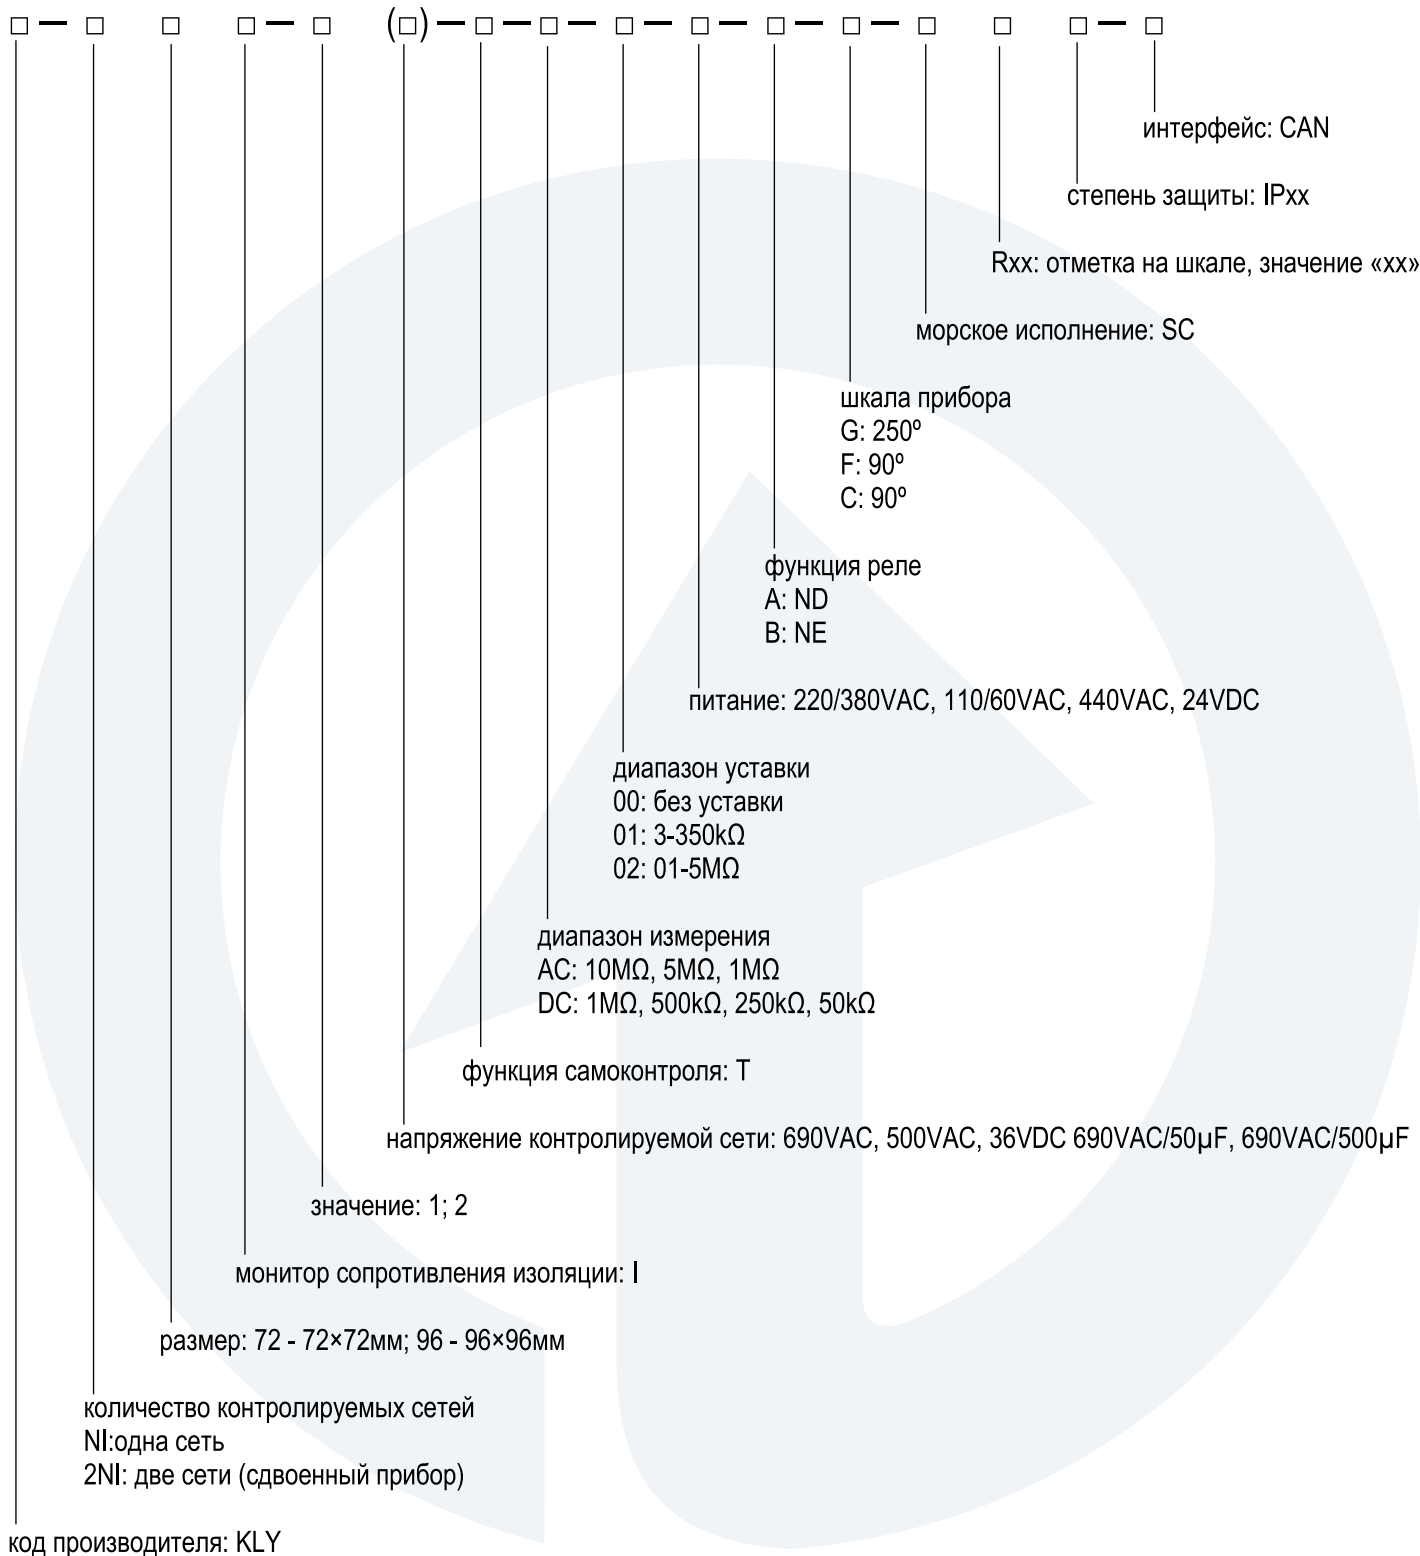 □ — □ □ □ — □ (□) — □ — □ — □ — □ — □ — □ — □ □ □ — □
интерфейс: CAN
степень защиты: IPxx
Rxx: отметка на шкале, значение «xx»
морское исполнение: SC
шкала прибора
G: 250º
F: 90º
C: 90º
функция реле
A: ND
B: NE
питание: 220/380VAC, 110/60VAC, 440VAC, 24VDC
диапазон уставки
00: без уставки
01: 3-350kΩ
02: 01-5MΩ
диапазон измерения
AC: 10MΩ, 5MΩ, 1MΩ
DC: 1MΩ, 500kΩ, 250kΩ, 50kΩ
функция самоконтроля: T
напряжение контролируемой сети: 690VAC, 500VAC, 36VDC 690VAC/50µF, 690VAC/500µF
значение: 1; 2
монитор сопротивления изоляции: I
размер: 72 - 72×72мм; 96 - 96×96мм
количество контролируемых сетей
NI:одна сеть
2NI: две сети (сдвоенный прибор)
код производителя: KLY